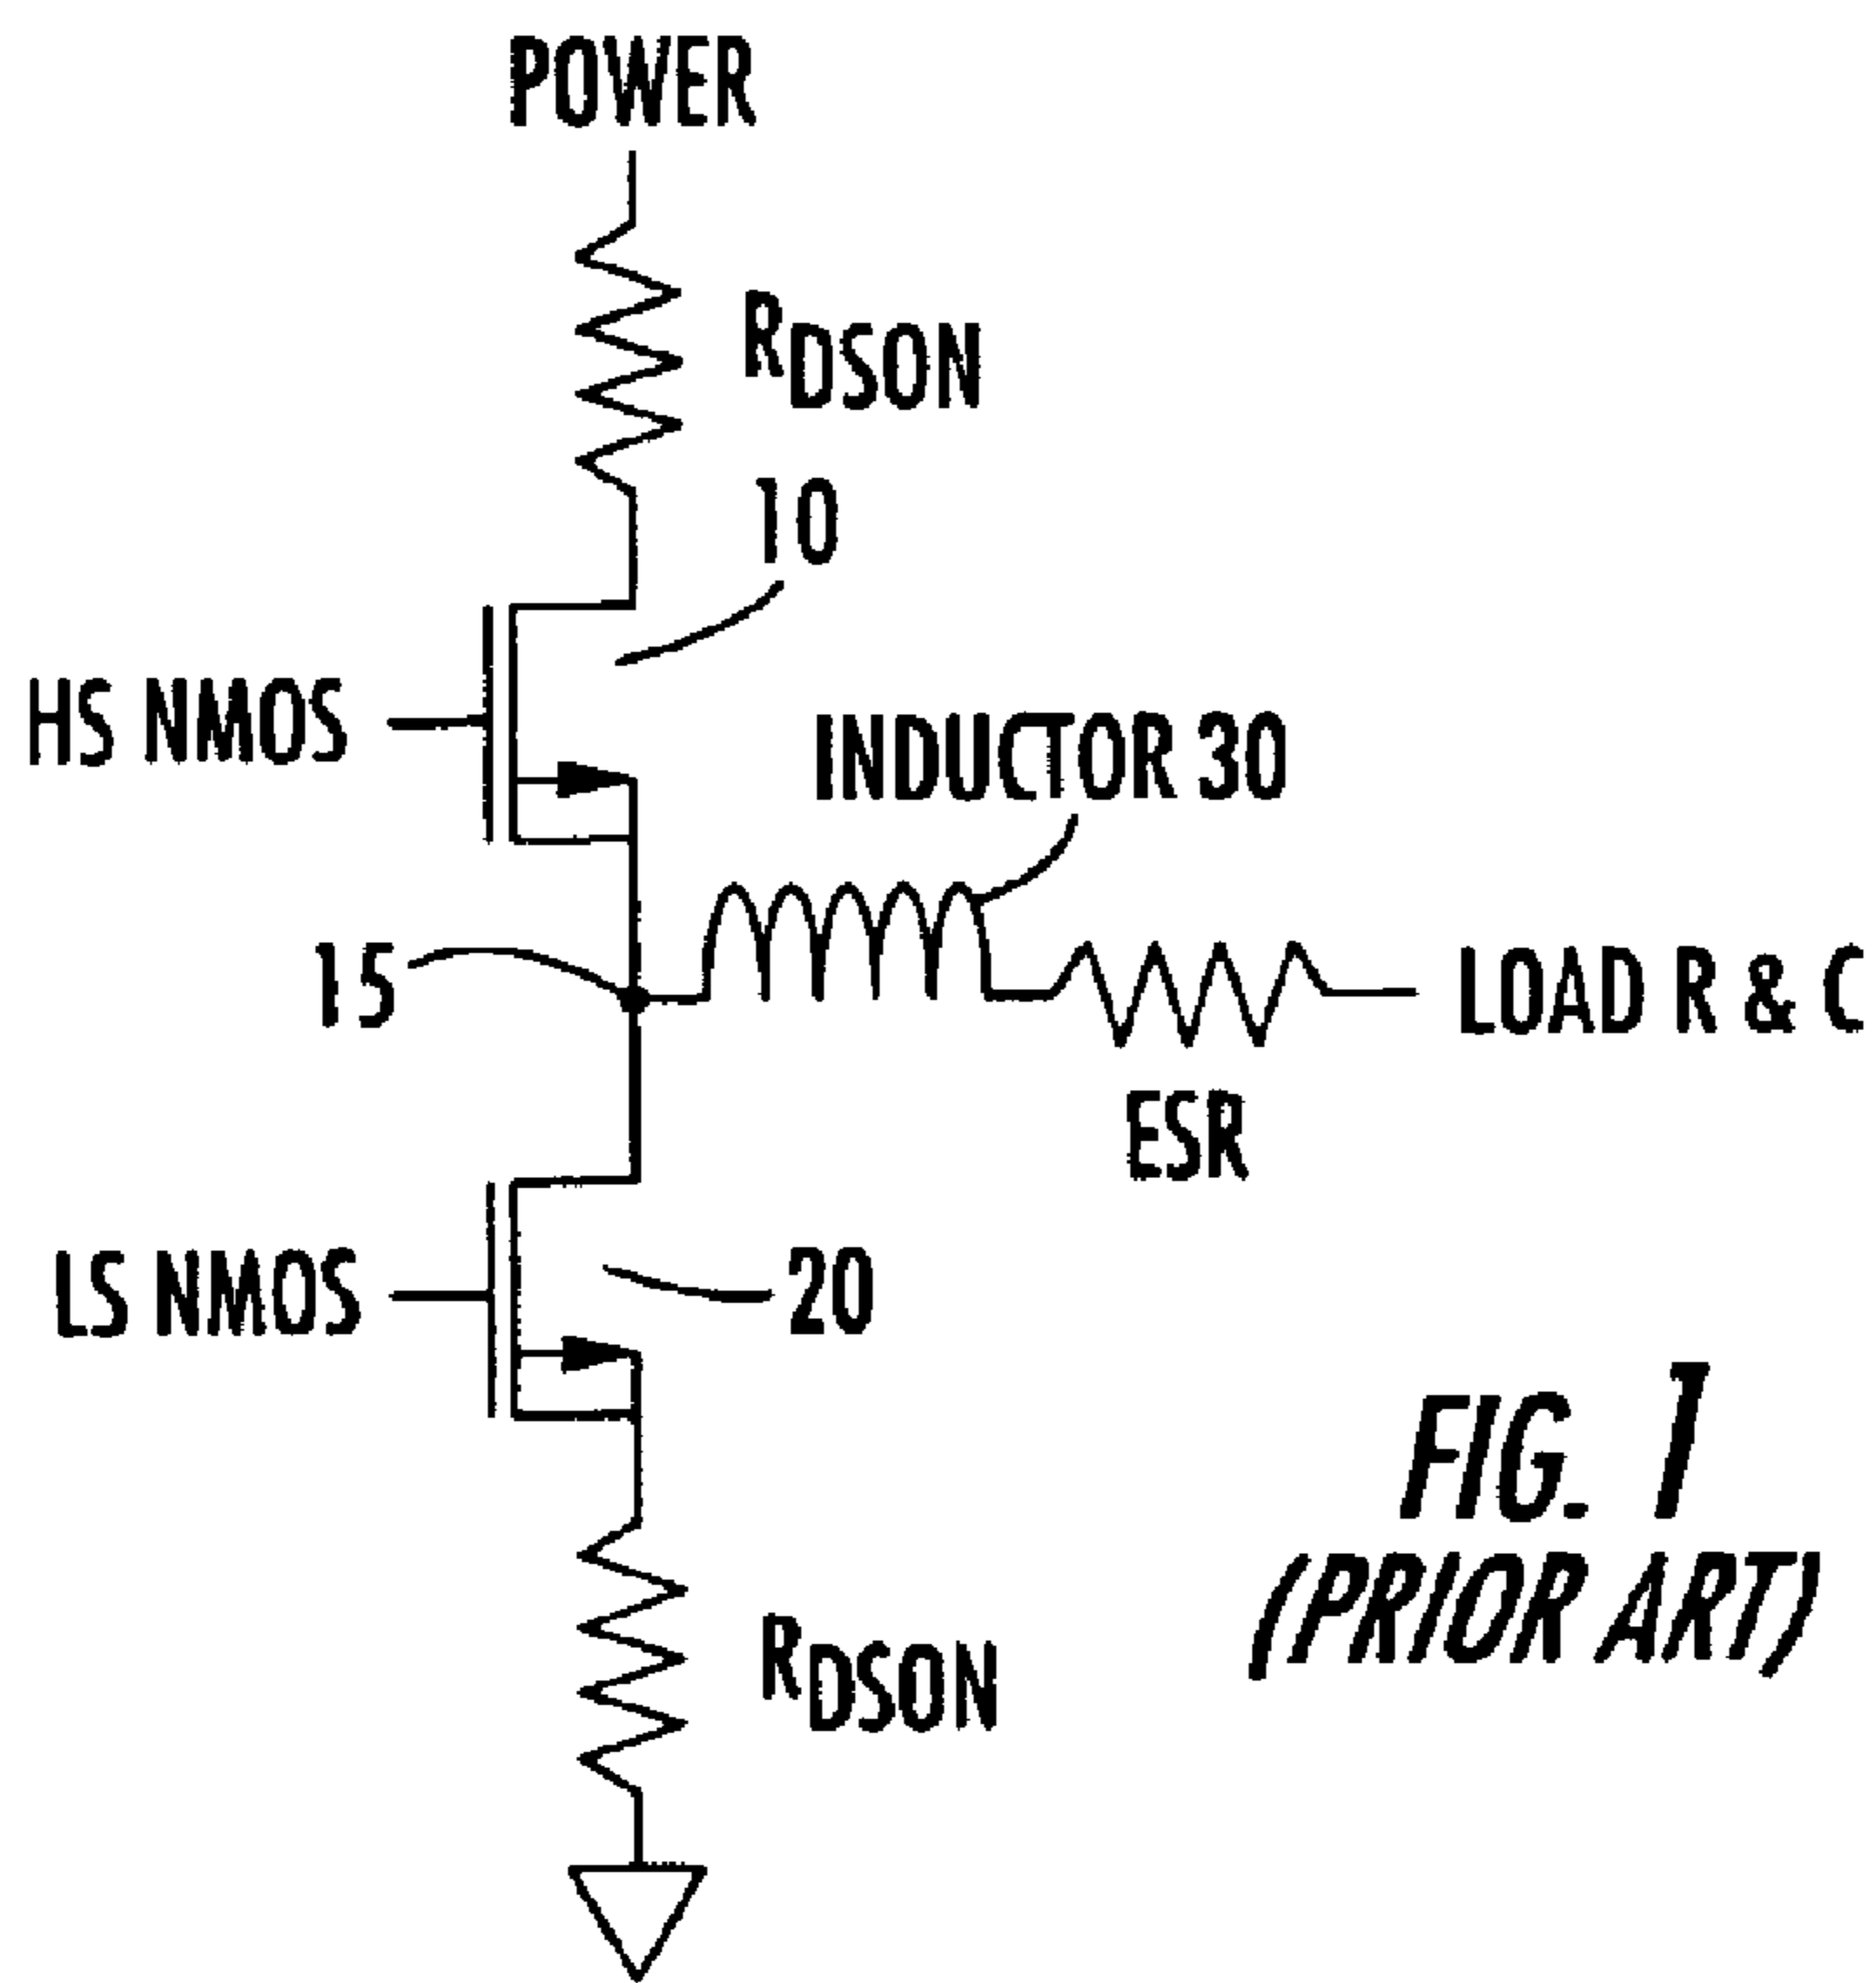 POWER
RDSON
10
HS NMOS
INDUCTOR 30
15
LOAD R & C
ESR
LS NMOS
20
RDSON
FIG. 1
(PRIOR ART)